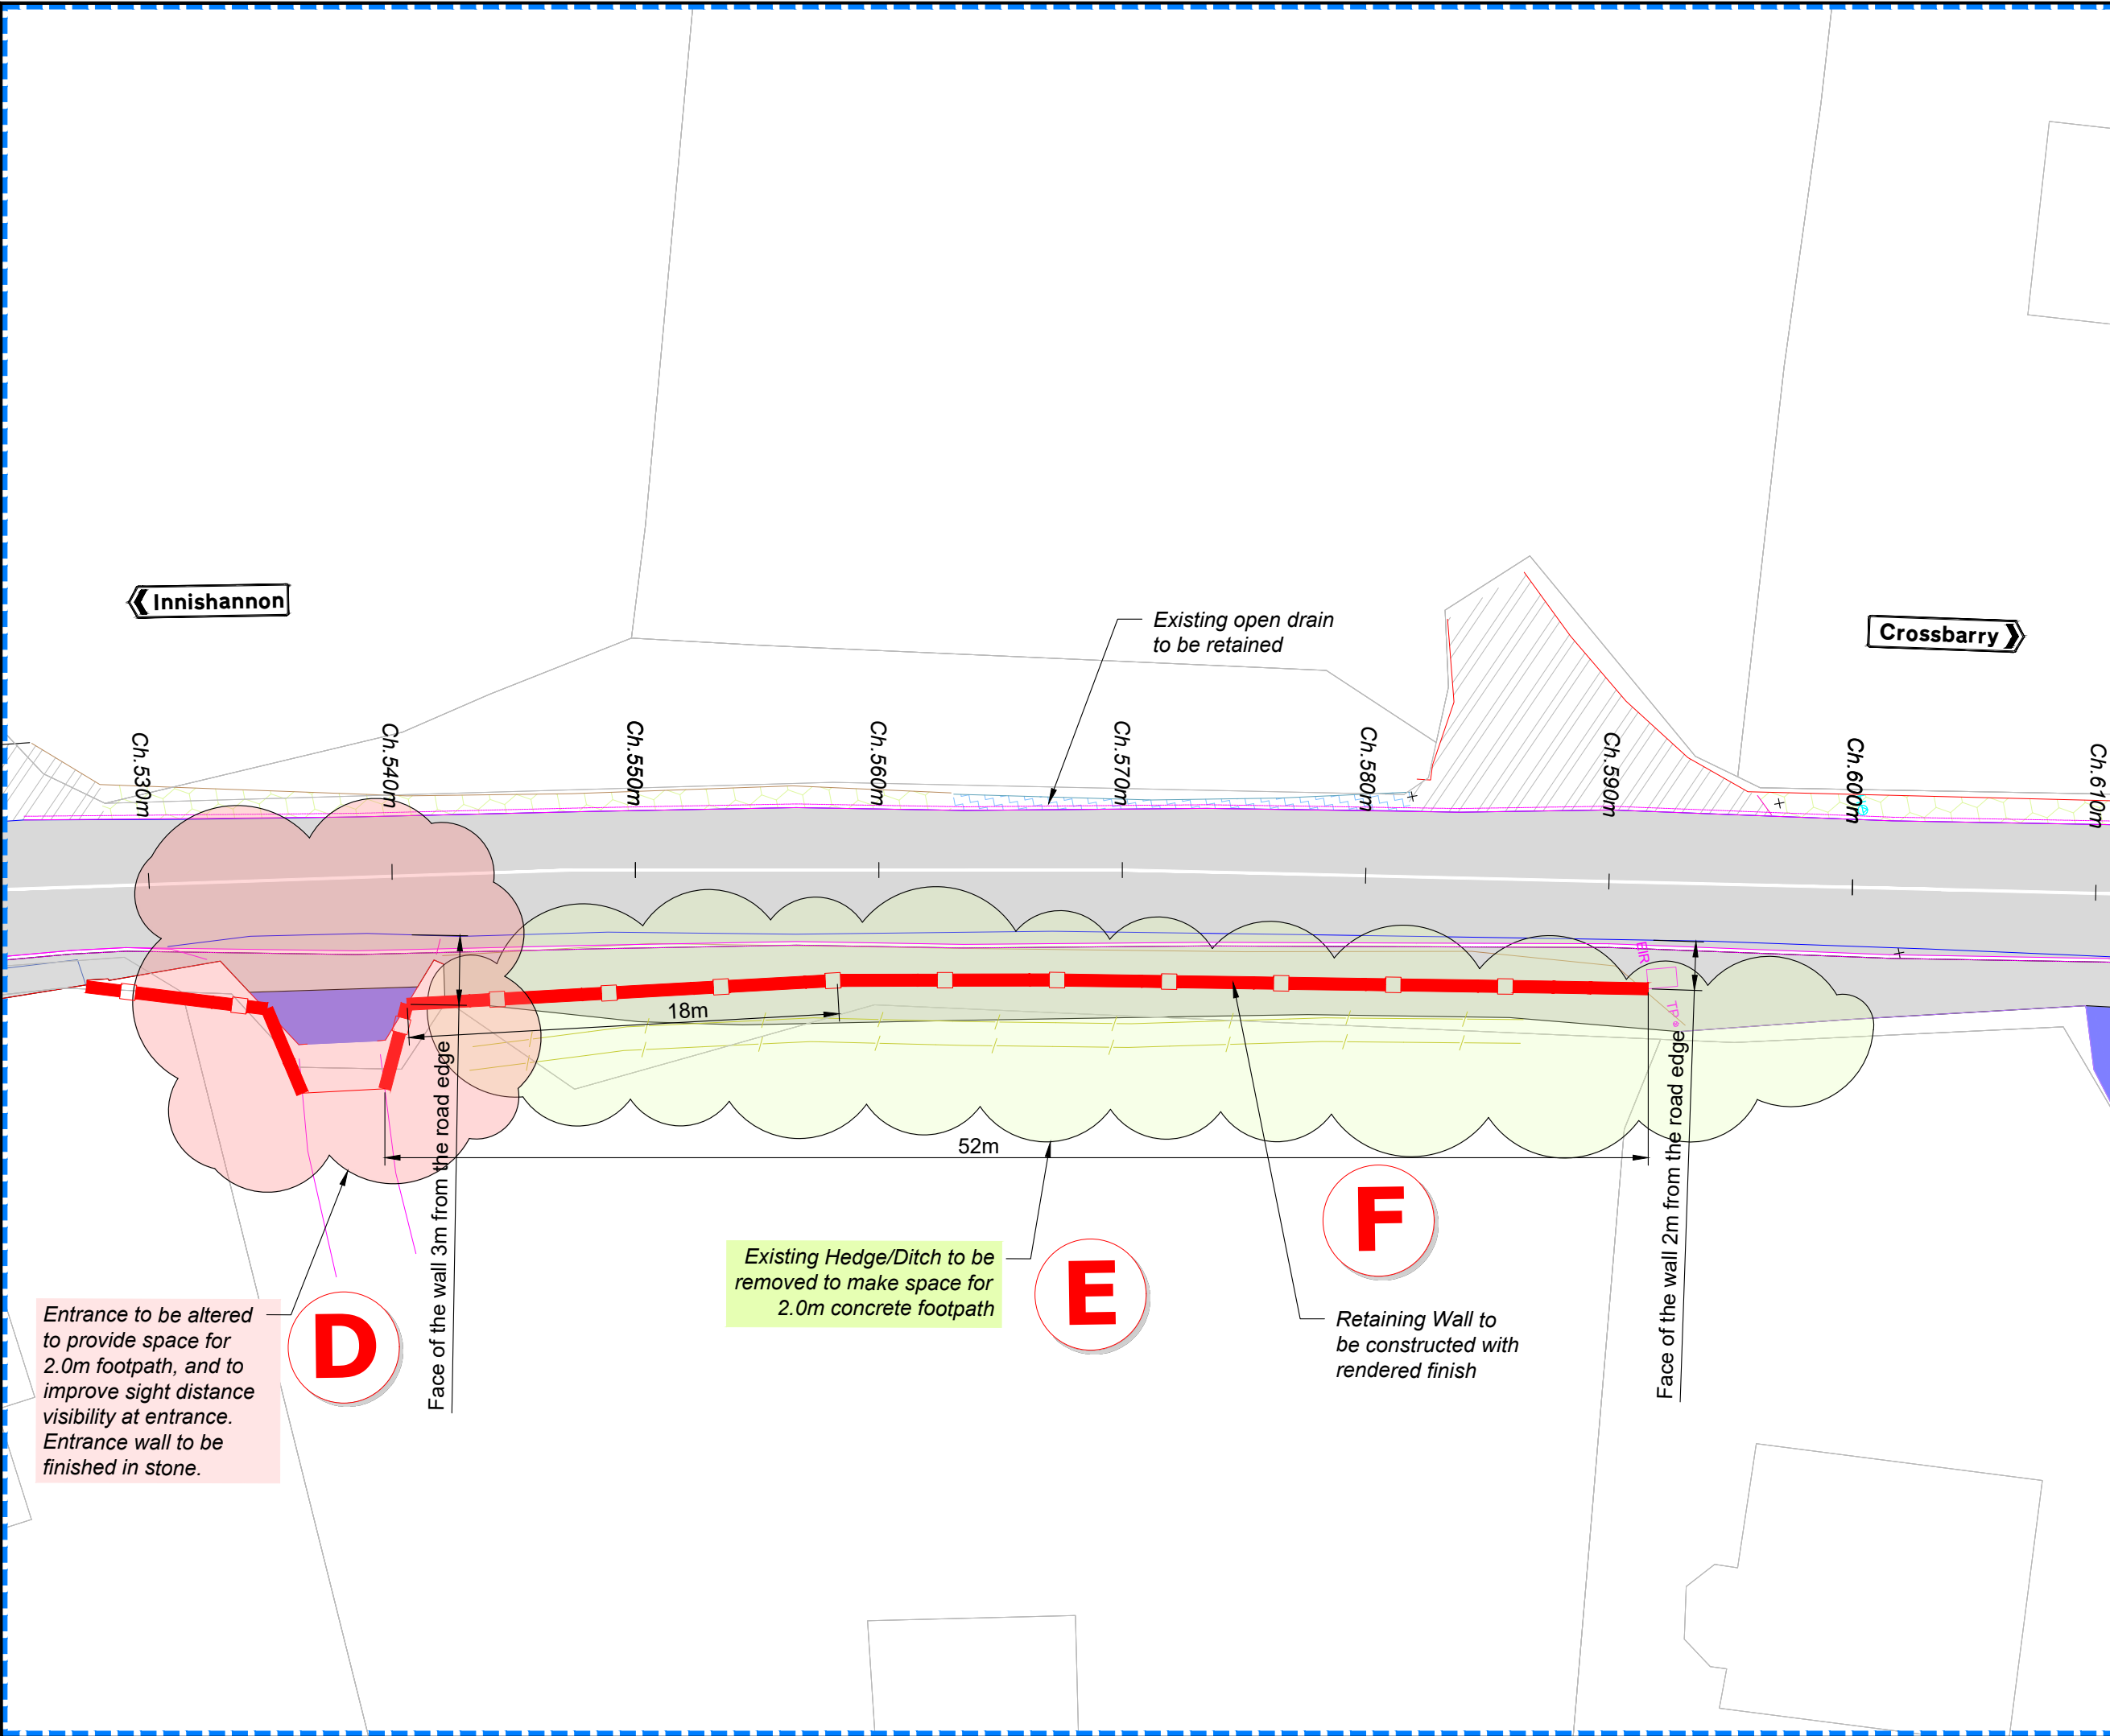 Innishannon
Existing open drain
to be retained
Crossbarry
Ch.530m
Ch.540m
Ch.550m
Ch.560m
Ch.570m
Ch.580m
Ch.590m
Ch.600m
Ch.610m
EIR
TP
18m
52m
Face of the wall 3m from the road edge
Face of the wall 2m from the road edge
F
E
D
Existing Hedge/Ditch to be
removed to make space for
2.0m concrete footpath
Retaining Wall to
be constructed with
rendered finish
Entrance to be altered
to provide space for
2.0m footpath, and to
improve sight distance
visibility at entrance.
Entrance wall to be
finished in stone.